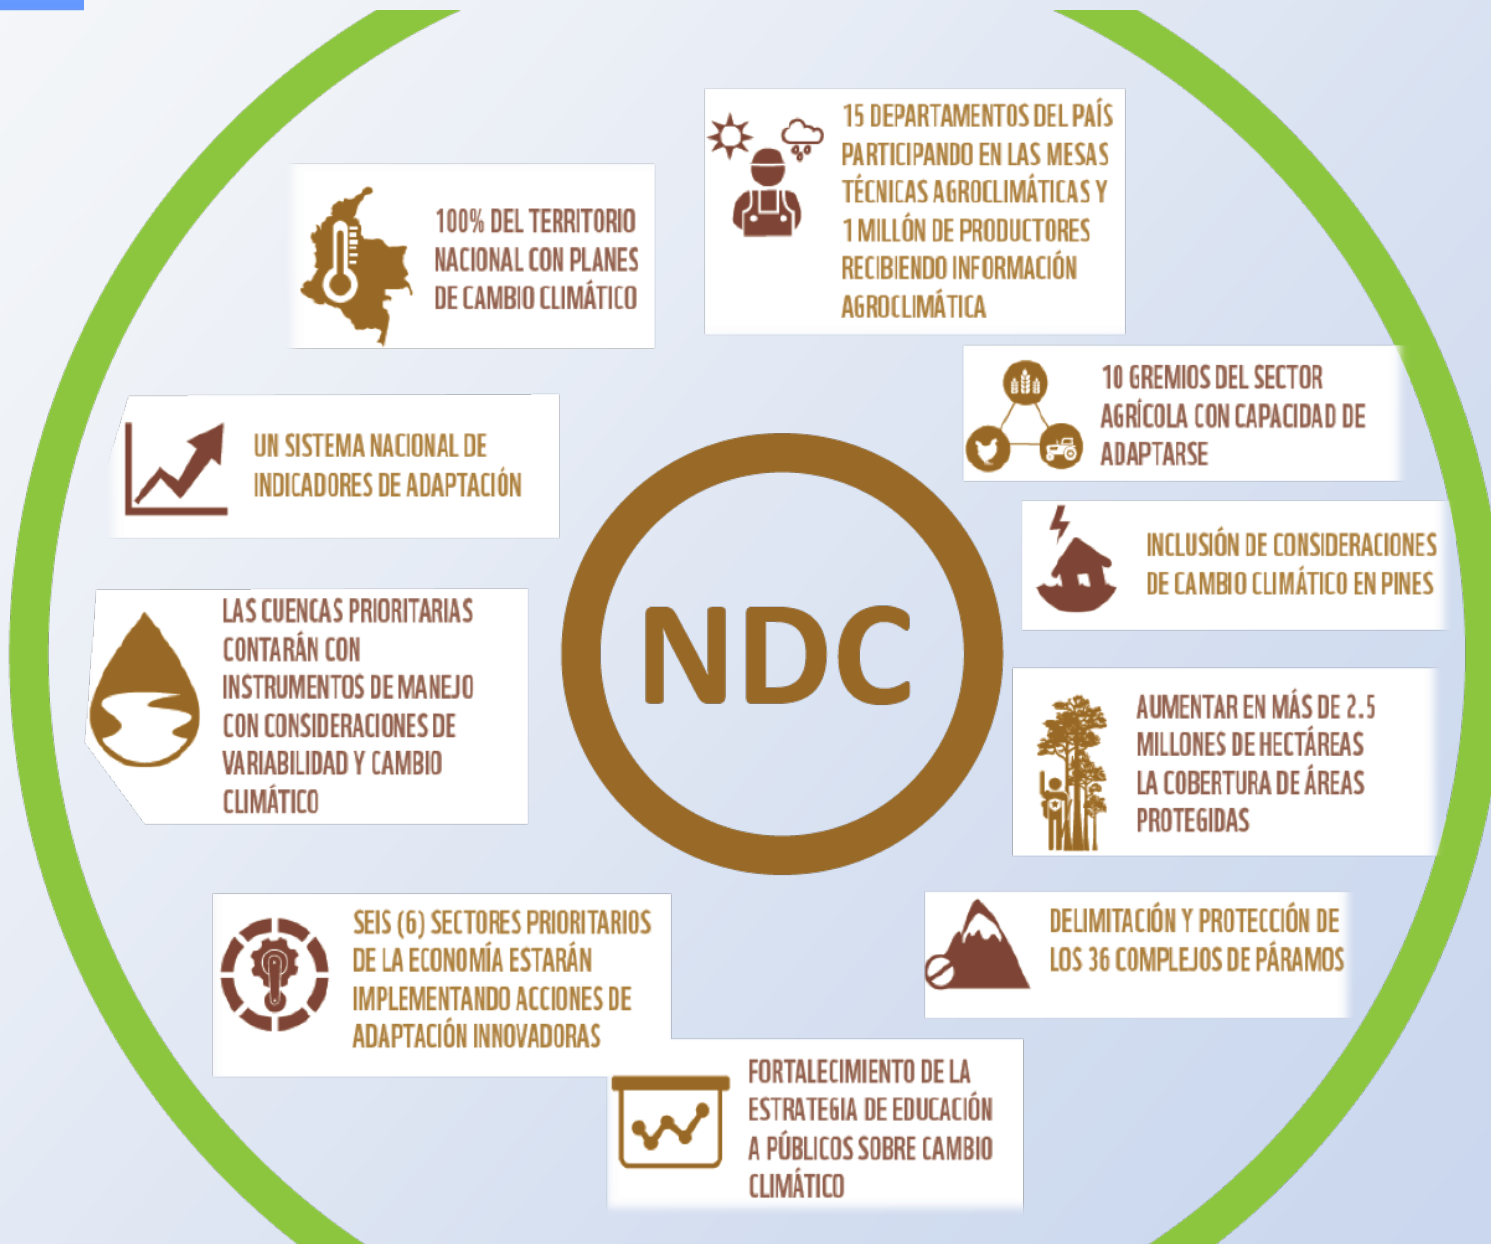 15 DEPARTAMENTOS DEL PAÍS
PARTICIPANDO EN LAS MESAS
TÉCNICAS AGROCLIMÁTICAS Y
1 MILLÓN DE PRODUCTORES
RECIBIENDO INFORMACIÓN
AGROCLIMÁTICA
100% DEL TERRITORIO
NACIONAL CON PLANES
DE CAMBIO CLIMÁTICO
10 GREMIOS DEL SECTOR
AGRÍCOLA CON CAPACIDAD DE
ADAPTARSE
UN SISTEMA NACIONAL DE
INDICADORES DE ADAPTACIÓN
INCLUSIÓN DE CONSIDERACIONES
DE CAMBIO CLIMÁTICO EN PINES
LAS CUENCAS PRIORITARIAS
CONTARÁN CON
INSTRUMENTOS DE MANEJO
CON CONSIDERACIONES DE
VARIABILIDAD Y CAMBIO
CLIMÁTICO
NDC
AUMENTAR EN MÁS DE 2.5
MILLONES DE HECTÁREAS
LA COBERTURA DE ÁREAS
PROTEGIDAS
SEIS (6) SECTORES PRIORITARIOS
DE LA ECONOMÍA ESTARÁN
IMPLEMENTANDO ACCIONES DE
ADAPTACIÓN INNOVADORAS
DELIMITACIÓN Y PROTECCIÓN DE
LOS 36 COMPLEJOS DE PÁRAMOS
FORTALECIMIENTO DE LA
ESTRATEGIA DE EDUCACIÓN
A PÚBLICOS SOBRE CAMBIO
CLIMÁTICO